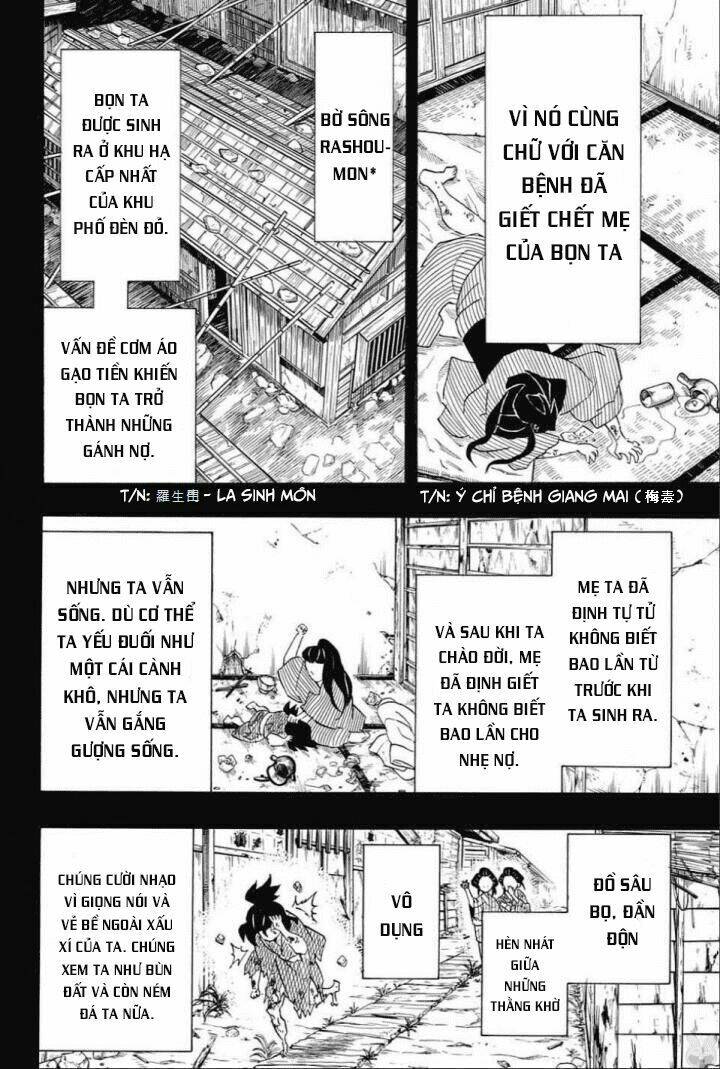 VÌ NÓ CÙNG
CHỮ VỚI CĂN
BỆNH ĐÃ
GIẾT CHẾT MẸ
CỦA BỌN TA
BỜ SÔNG
RASHOU-
MON*
BỌN TA
ĐƯỢC SINH
RA Ở KHU HẠ
CẤP NHẤT
CỦA KHU
PHỐ ĐÈN ĐỎ.
VẤN ĐỀ CƠM ÁO
GẠO TIỀN KHIẾN
BỌN TA TRỞ
THÀNH NHỮNG
GÁNH NỢ.
T/N: Ý CHỈ BỆNH GIANG MAI (梅毒)
T/N: 羅生門 - LA SINH MÔN
MẸ TA ĐÃ
ĐỊNH TỰ TỬ
KHÔNG BIẾT
BAO LẦN TỪ
TRƯỚC KHI
TA SINH RA.
VÀ SAU KHI TA
CHÀO ĐỜI, MẸ
ĐÃ ĐỊNH GIẾT
TA KHÔNG BIẾT
BAO LẦN CHO
NHẸ NỢ.
NHƯNG TA VẪN
SỐNG. DÙ CƠ THỂ
TA YẾU ĐUỐI NHƯ
MỘT CÁI CÀNH
KHÔ, NHƯNG TA
VẪN GẮNG
GƯỢNG SỐNG.
ĐỒ SÂU
BỌ, ĐẦN
ĐỘN
HÈN NHÁT
GIỮA
NHỮNG
THẰNG KHỜ
VÔ
DỤNG
CHÚNG CƯỜI NHẠO
VÌ GIỌNG NÓI VÀ
VẺ BỀ NGOÀI XẤU
XÍ CỦA TA. CHÚNG
XEM TA NHƯ BÙN
ĐẤT VÀ CÒN NÉM
ĐÁ TA NỮA.